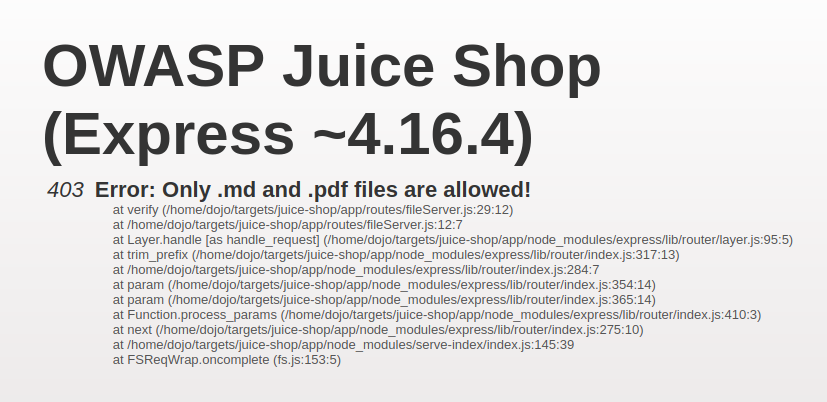 OWASP Juice Shop
(Express ~4.16.4)
403 Error: Only .md and .pdf files are allowed!
at verify (/home/dojo/targets/juice-shop/app/routes/fileServer.js:29:12)
at /home/dojo/targets/juice-shop/app/routes/fileServer.js:12:7
at Layer.handle [as handle_request] (/home/dojo/targets/juice-shop/app/node_modules/express/lib/router/layer.js:95:5)
at trim_prefix (/home/dojo/targets/juice-shop/app/node_modules/express/lib/router/index.js:317:13)
at /home/dojo/targets/juice-shop/app/node_modules/express/lib/router/index.js:284:7
at param (/home/dojo/targets/juice-shop/app/node_modules/express/lib/router/index.js:354:14)
at param (/home/dojo/targets/juice-shop/app/node_modules/express/lib/router/index.js:365:14)
at Function.process_params (/home/dojo/targets/juice-shop/app/node_modules/express/lib/router/index.js:410:3)
at next (/home/dojo/targets/juice-shop/app/node_modules/express/lib/router/index.js:275:10)
at /home/dojo/targets/juice-shop/app/node_modules/serve-index/index.js:145:39
at FSReqWrap.oncomplete (fs.js:153:5)